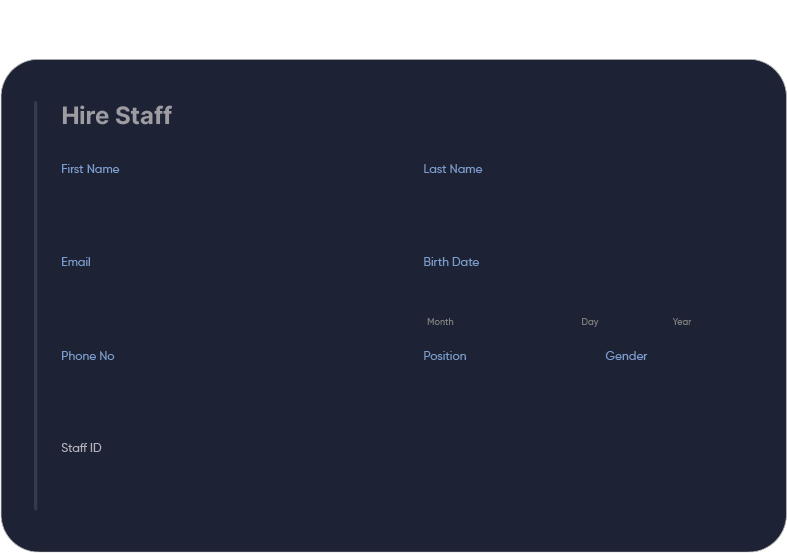 Hire Staff
First Name
Last Name
Email
Birth Date
Month
Day
Year
Phone No
Position
Gender
Staff ID